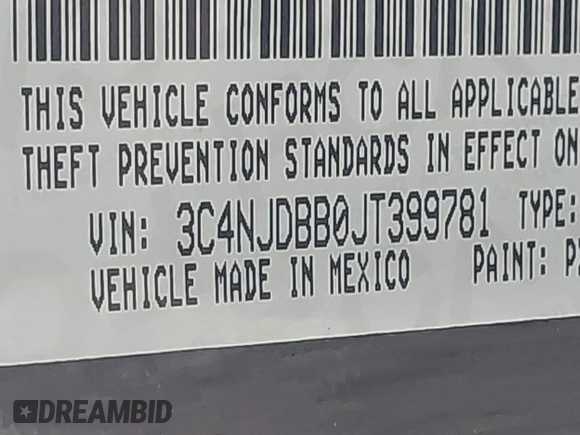 THIS VEHICLE CONFORMS TO ALL APPLICABLE
THEFT PREVENTION STANDARDS IN EFFECT ON
VIN: 3C4NJDBB0JT399781 TYPE:
VEHICLE MADE IN MEXICO PAINT:
DREAMBID